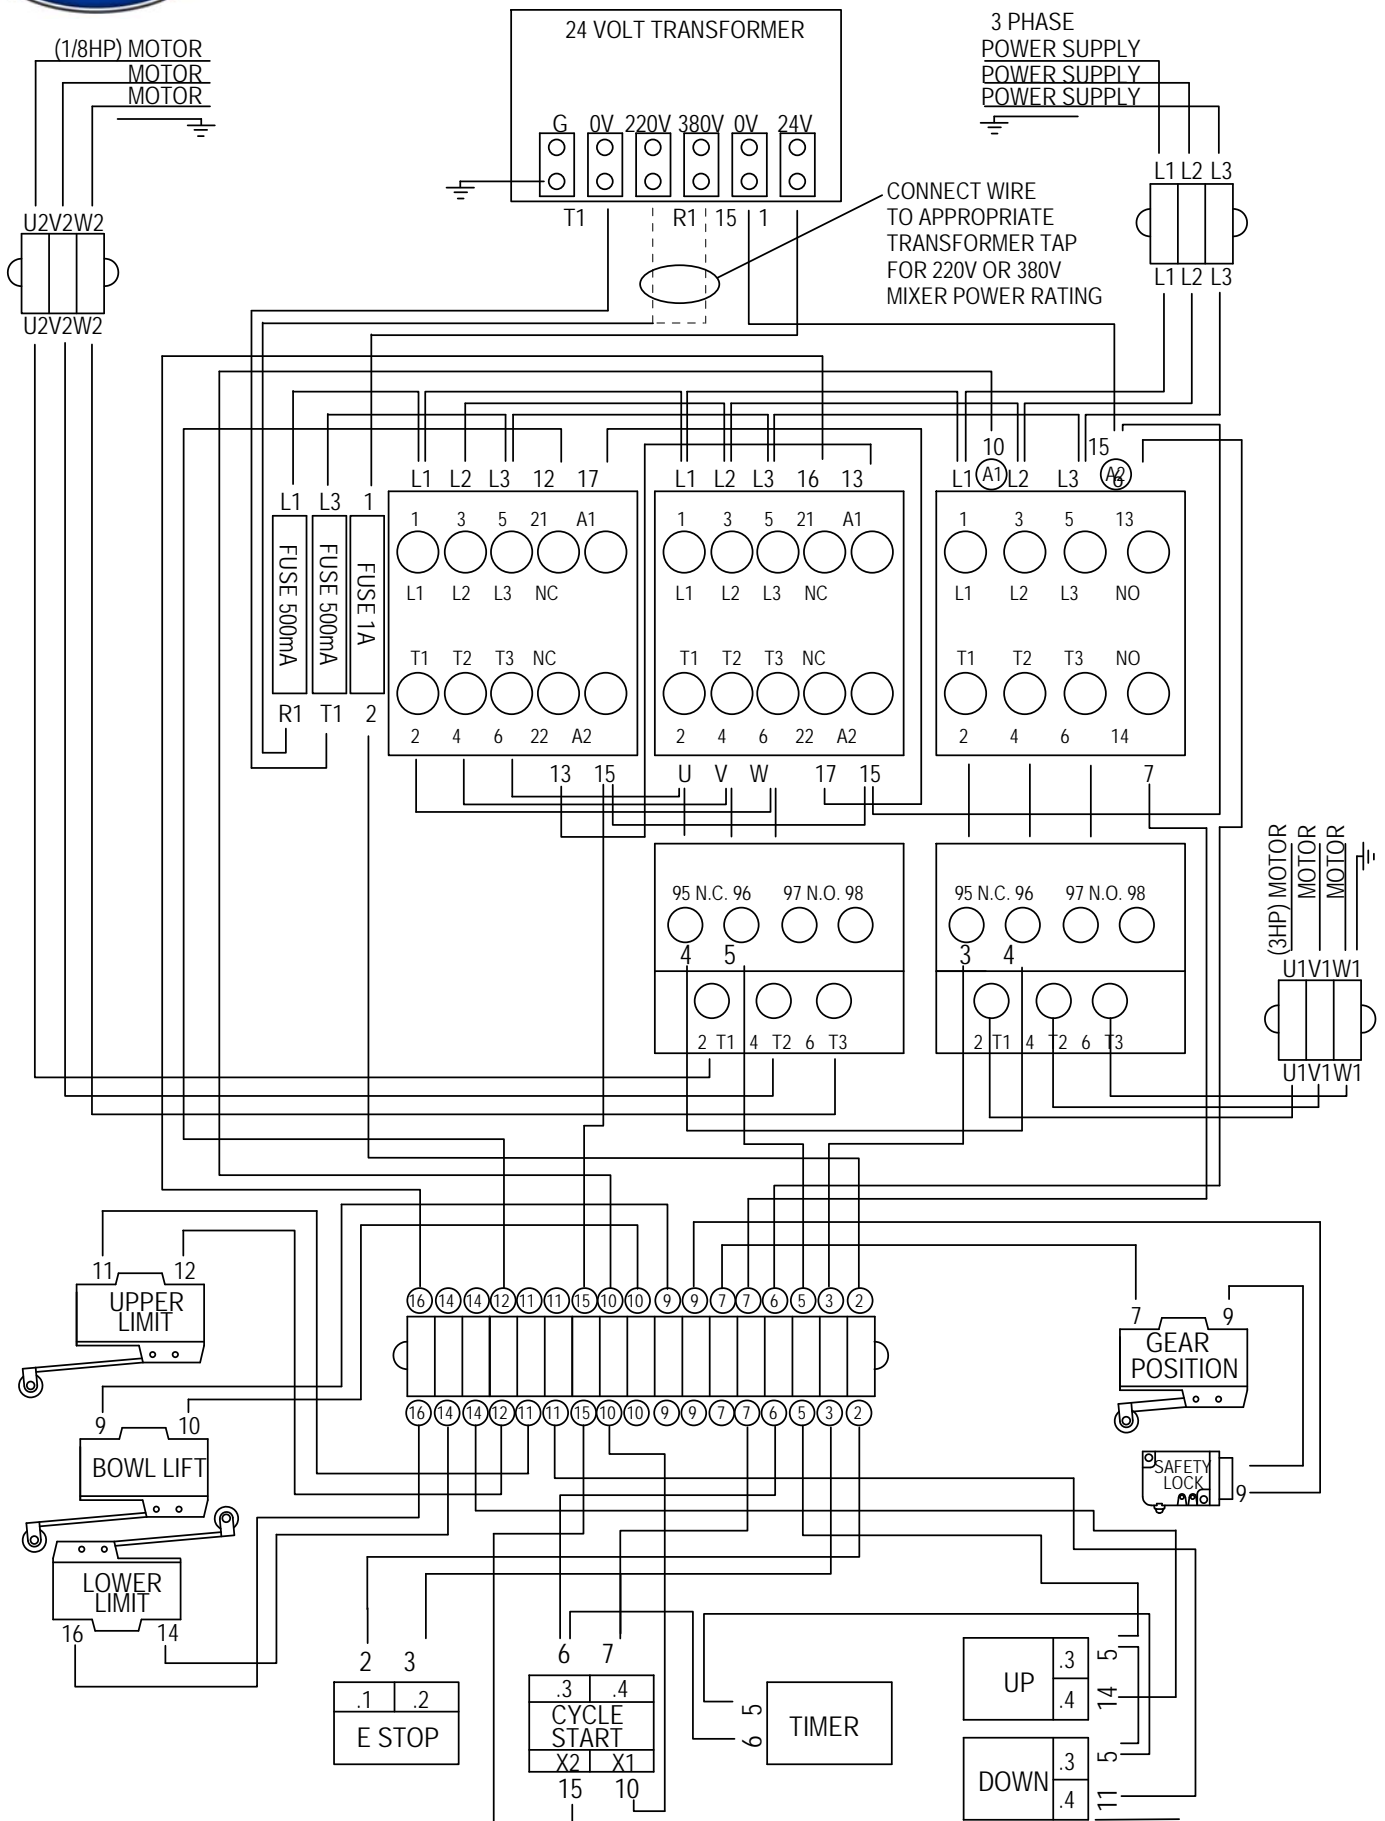 24 VOLT TRANSFORMER
3 PHASE
(1/8HP) MOTOR
POWER SUPPLY
MOTOR
POWER SUPPLY
MOTOR
POWER SUPPLY
G 0V 220V 380V 0V 24V
L1 L2 L3
T1 R1 15 1
CONNECT WIRE
TO APPROPRIATE
TRANSFORMER TAP
FOR 220V OR 380V
MIXER POWER RATING
U2V2W2
L1 L2 L3
U2V2W2
10 15
L1 L2 L3 12 17
L1 L2 L3 16 13
L1 A1 L2 L3 A2 6
L1 L3 1
1 3 5 21 A1
1 3 5 21 A1
1 3 5 13
FUSE 500mA
FUSE 500mA
FUSE 1A
L1 L2 L3 NC
L1 L2 L3 NC
L1 L2 L3 NO
T1 T2 T3 NC
T1 T2 T3 NC
T1 T2 T3 NO
R1 T1 2
2 4 6 22 A2
2 4 6 22 A2
2 4 6 14
13 15
U V W 17 15
7
(3HP) MOTOR
MOTOR
MOTOR
95 N.C. 96 97 N.O. 98
95 N.C. 96 97 N.O. 98
4 5
3 4
U1V1W1
2 T1 4 T2 6 T3
2 T1 4 T2 6 T3
U1V1W1
11 12
UPPER
LIMIT
16 14 14 12 11 11 15 10 10 9 9 7 7 6 5 3 2
7 9
GEAR
POSITION
16 14 14 12 11 11 15 10 10 9 9 7 7 6 5 3 2
9 10
BOWL LIFT
SAFETY
LOCK
9
LOWER
LIMIT
16 14
2 3
.1 .2
E STOP
6 7
.3 .4
CYCLE
START
X2 X1
15 10
5
6
TIMER
UP
.3 5
.4 14
DOWN
.3 5
.4 11